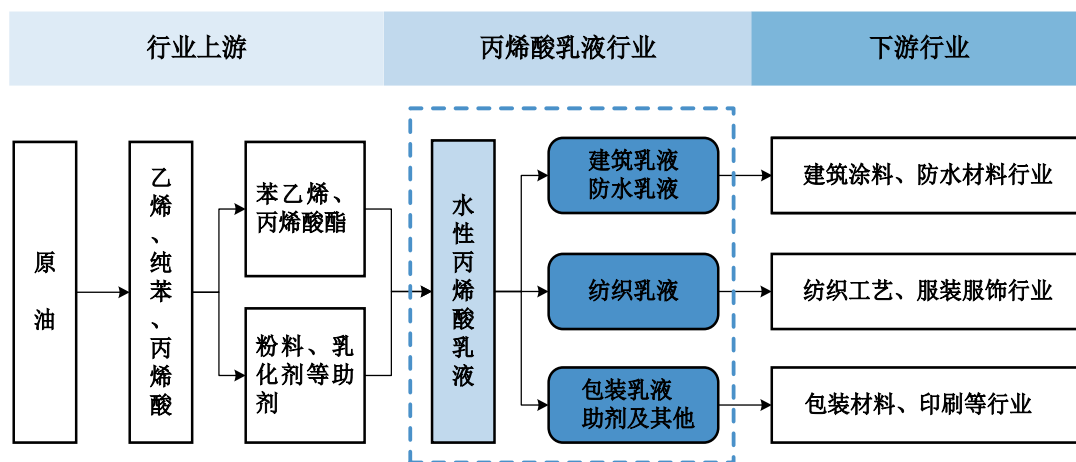 行业上游
丙烯酸乳液行业
下游行业
原油
乙烯、纯苯、丙烯酸
苯乙烯、
丙烯酸酯
粉料、乳
化剂等助
剂
水性丙烯酸乳液
建筑乳液
防水乳液
纺织乳液
包装乳液
助剂及其他
建筑涂料、防水材料行业
纺织工艺、服装服饰行业
包装材料、印刷等行业